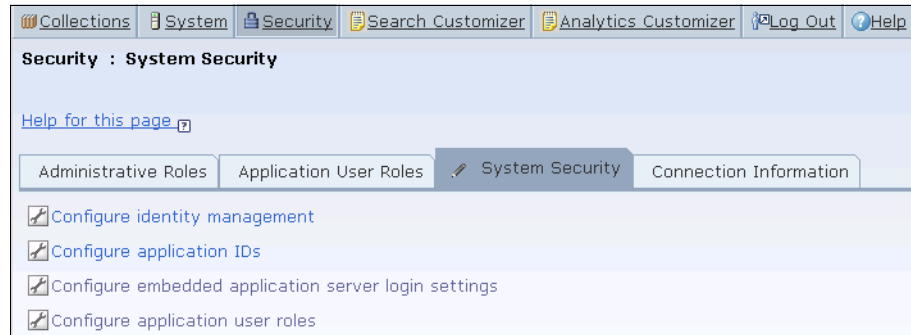 Collections System Security Search Customizer Analytics Customizer Log Out Help
Security : System Security
Help for this page
Administrative Roles Application User Roles System Security Connection Information
Configure identity management
Configure application IDs
Configure embedded application server login settings
Configure application user roles